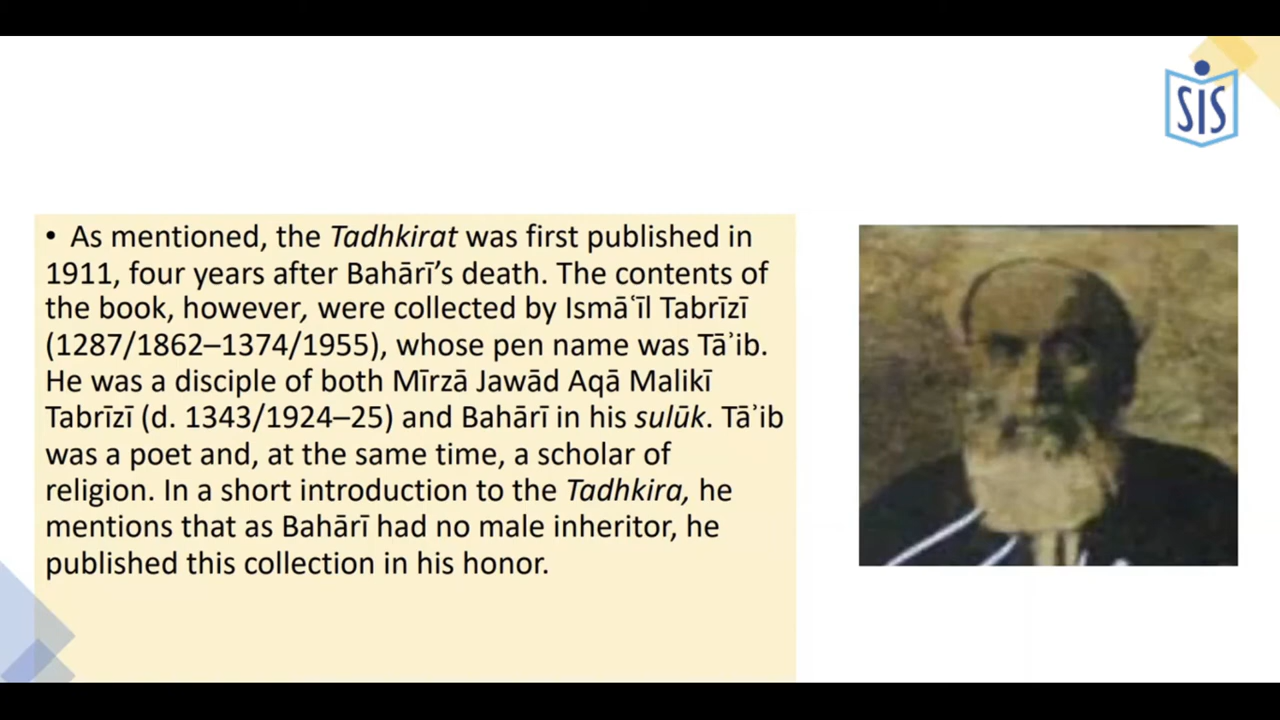 SIS
• As mentioned, the Tadhkirat was first published in
1911, four years after Bahārī’s death. The contents of
the book, however, were collected by Ismāʿīl Tabrīzī
(1287/1862–1374/1955), whose pen name was Tāʾib.
He was a disciple of both Mīrzā Jawād Aqā Malikī
Tabrīzī (d. 1343/1924–25) and Bahārī in his sulūk. Tāʾib
was a poet and, at the same time, a scholar of
religion. In a short introduction to the Tadhkira, he
mentions that as Bahārī had no male inheritor, he
published this collection in his honor.